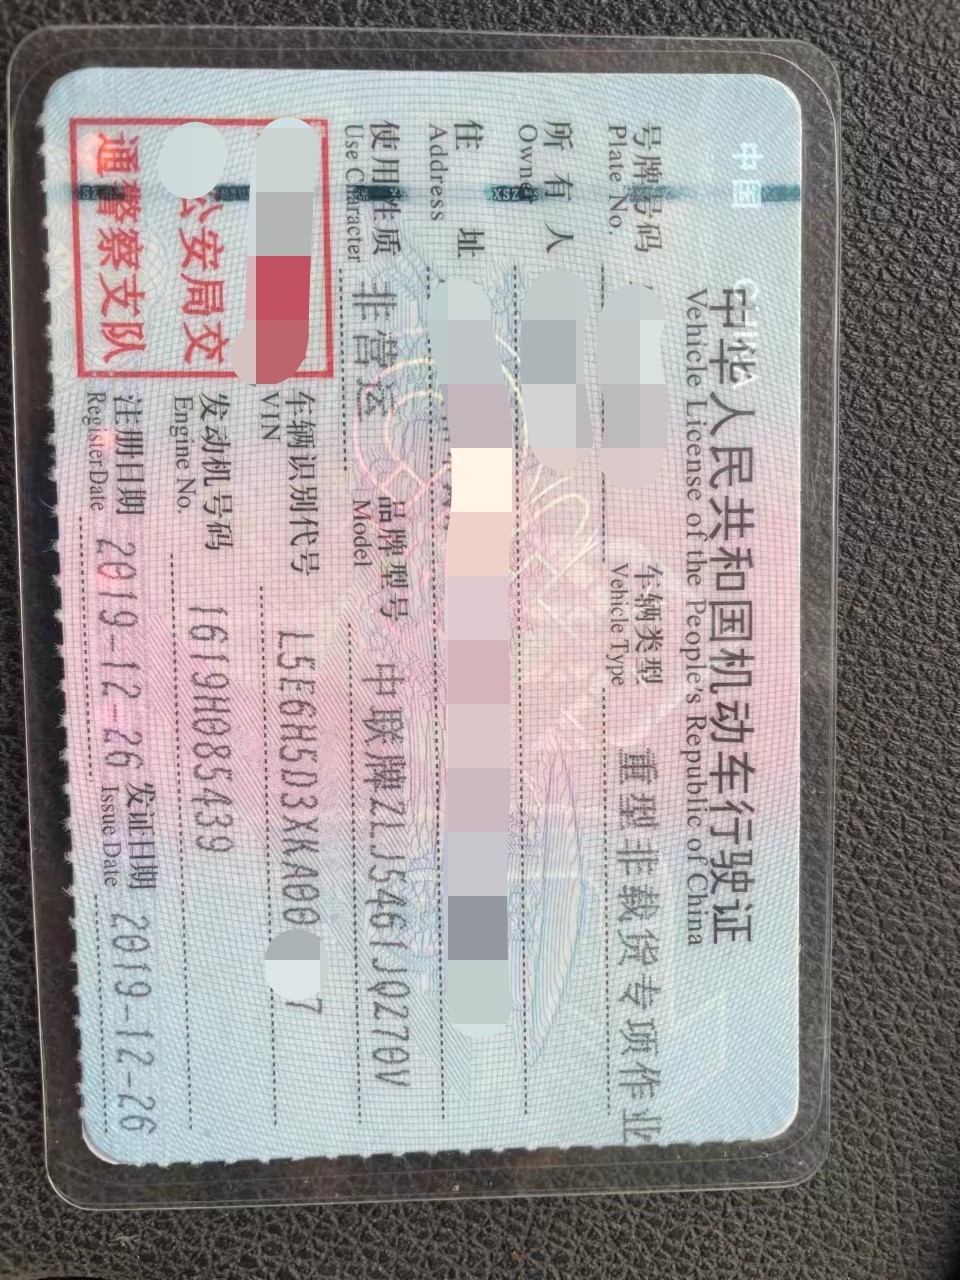 中华人民共和国机动车行驶证
Vehicle License of the People's Republic of China
号牌号码
Plate No.
车辆类型 重型非载货专项作业
Vehicle Type
所有人
Owner
住址
Address
使用性质 非营运
Use Character
品牌型号 中联牌ZLJ5461JQZ70V
Model
车辆识别代号 L5E6H5D3XKA00 7
VIN
发动机号码 1619H085439
Engine No.
注册日期 2019-12-26
Register Date
发证日期 2019-12-26
Issue Date
公安局交
通警察支队
中国